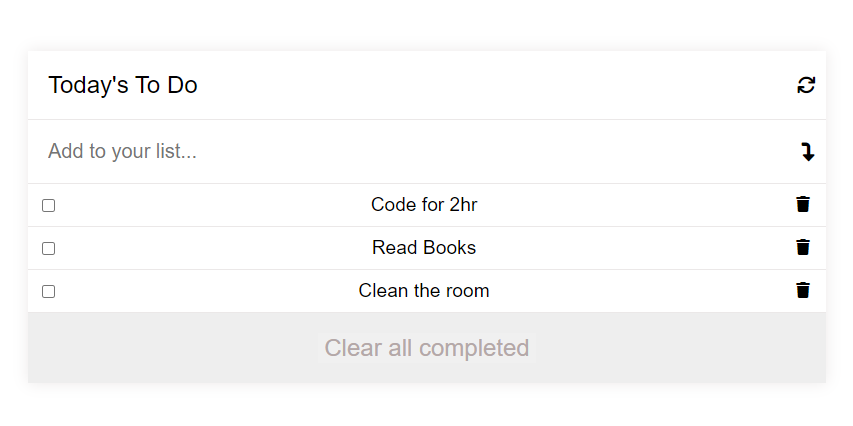 Today's To Do
Add to your list...
Code for 2hr
Read Books
Clean the room
Clear all completed